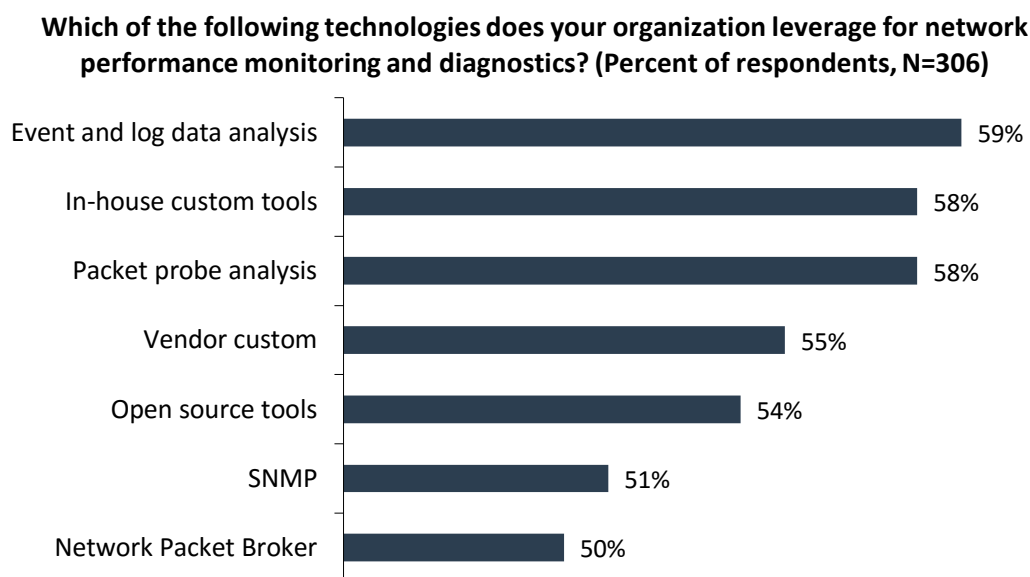 Which of the following technologies does your organization leverage for network
performance monitoring and diagnostics? (Percent of respondents, N=306)
Event and log data analysis 59%
In-house custom tools 58%
Packet probe analysis 58%
Vendor custom 55%
Open source tools 54%
SNMP 51%
Network Packet Broker 50%